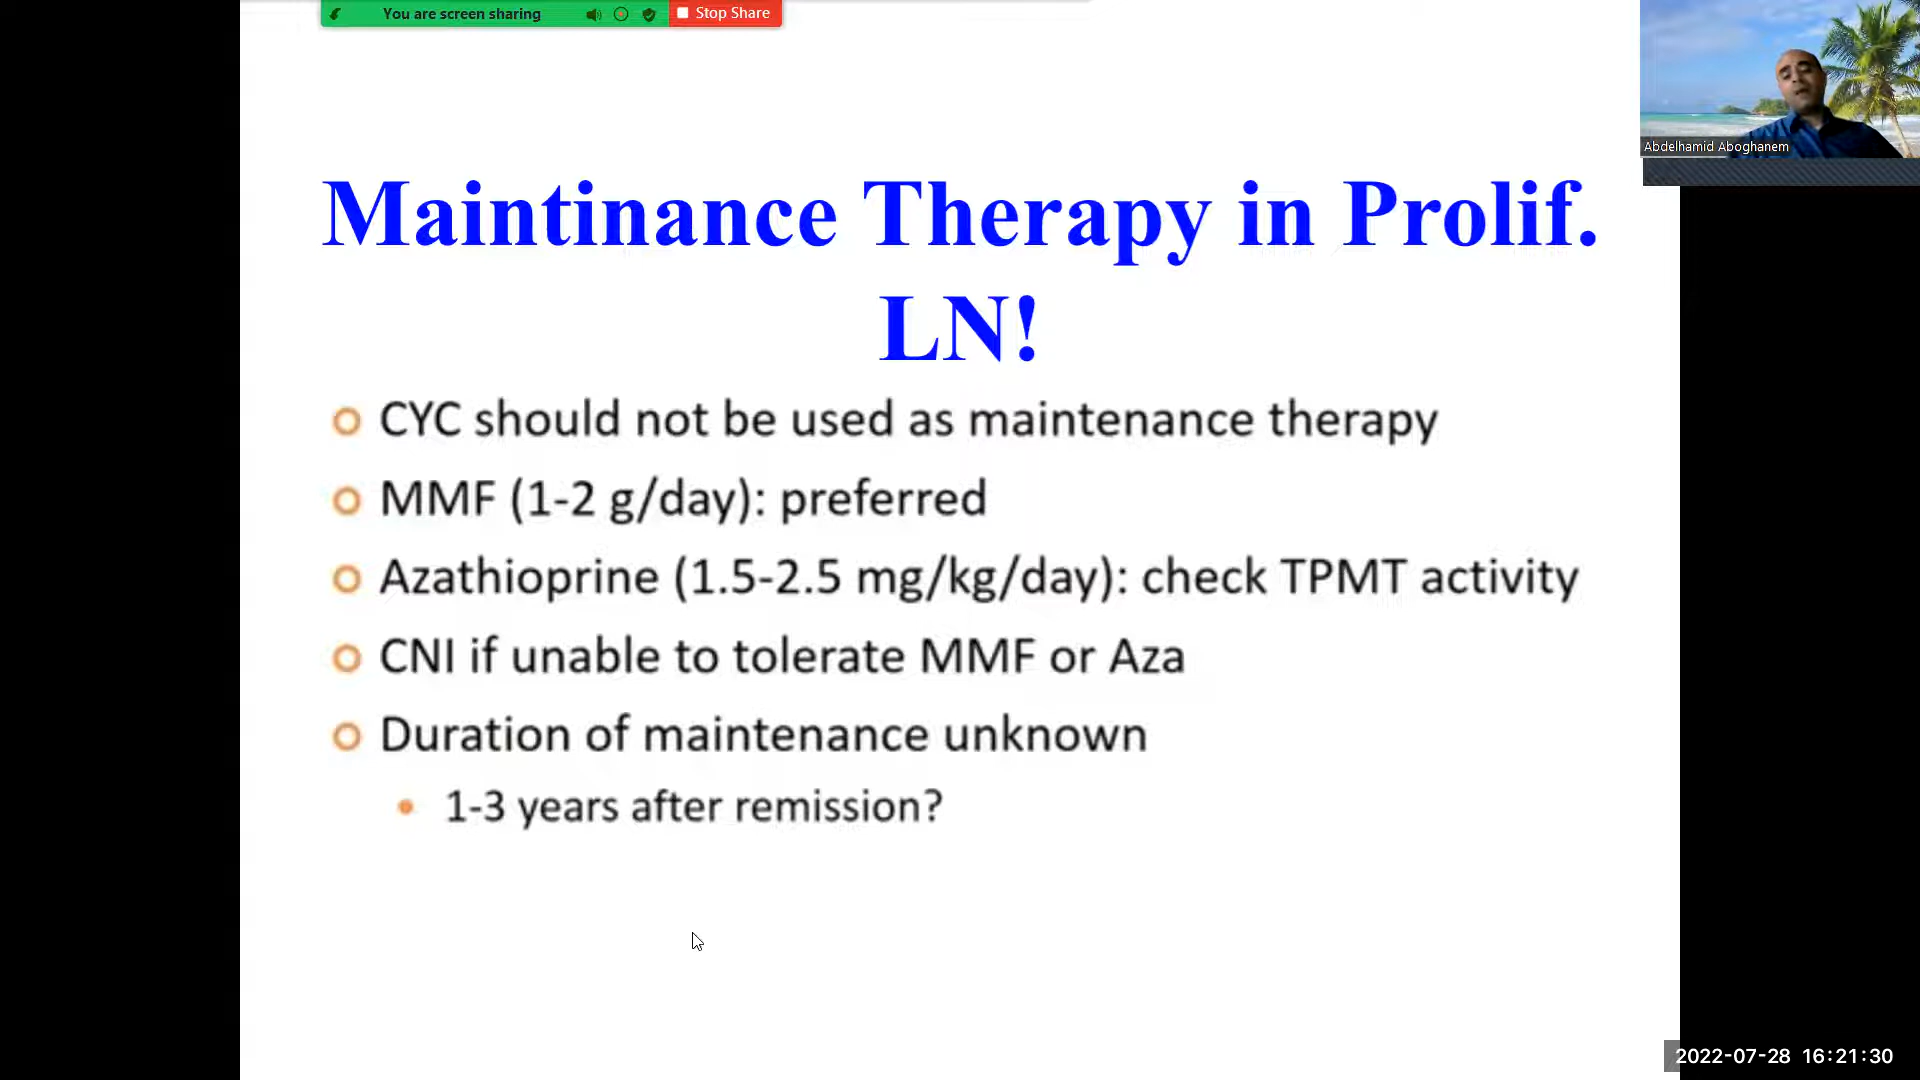 You are screen sharing
Stop Share
Abdelhamid Aboghanem
Maintinance Therapy in Prolif.
LN!
CYC should not be used as maintenance therapy
MMF (1-2 g/day): preferred
Azathioprine (1.5-2.5 mg/kg/day): check TPMT activity
CNI if unable to tolerate MMF or Aza
Duration of maintenance unknown
1-3 years after remission?
2022-07-28 16:21:30